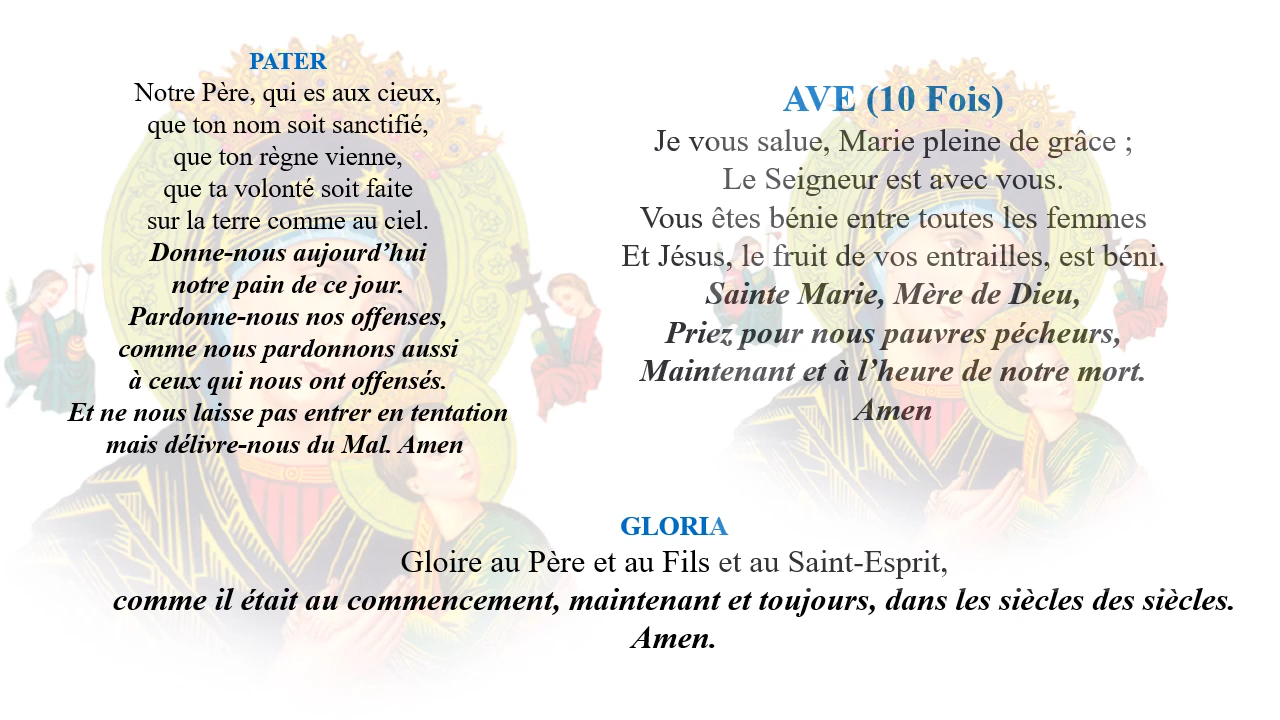 PATER
Notre Père, qui es aux cieux,
que ton nom soit sanctifié,
que ton règne vienne,
que ta volonté soit faite
sur la terre comme au ciel.
Donne-nous aujourd’hui
notre pain de ce jour.
Pardonne-nous nos offenses,
comme nous pardonnons aussi
à ceux qui nous ont offensés.
Et ne nous laisse pas entrer en tentation
mais délivre-nous du Mal. Amen
AVE (10 Fois)
Je vous salue, Marie pleine de grâce ;
Le Seigneur est avec vous.
Vous êtes bénie entre toutes les femmes
Et Jésus, le fruit de vos entrailles, est béni.
Sainte Marie, Mère de Dieu,
Priez pour nous pauvres pécheurs,
Maintenant et à l’heure de notre mort.
Amen
GLORIA
Gloire au Père et au Fils et au Saint-Esprit,
comme il était au commencement, maintenant et toujours, dans les siècles des siècles.
Amen.